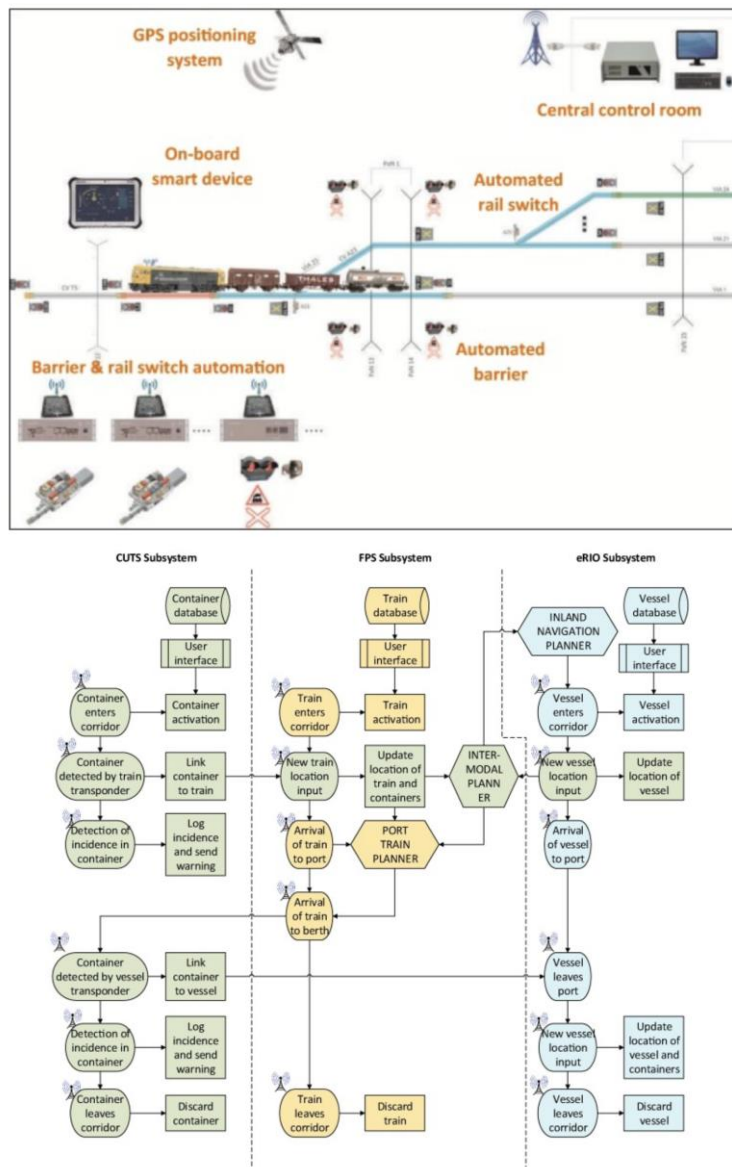 GPS positioning
system
Central control room
On-board
smart device
Automated
rail switch
THALES
Automated
barrier
Barrier & rail switch automation
CUTS Subsystem
FPS Subsystem
eRIO Subsystem
Container
database
Train
database
Vessel
database
INLAND
NAVIGATION
PLANNER
User
interface
User
interface
User
interface
Container
enters
corridor
Container
activation
Train
enters
corridor
Train
activation
Vessel
enters
corridor
Vessel
activation
Container
detected by train
transponder
Link
container
to train
New train
location
input
Update
location of
train and
containers
INTER-
MODAL
PLANN
ER
New vessel
location
input
Update
location of
vessel
Detection of
incidence in
container
Log
incidence
and send
warning
Arrival
of train
to port
PORT
TRAIN
PLANNER
Arrival
of vessel
to port
Arrival
of train
to berth
Container
detected by vessel
transponder
Link
container
to vessel
Vessel
leaves
port
Detection of
incidence in
container
Log
incidence
and send
warning
New vessel
location
input
Update
location of
vessel and
containers
Container
leaves
corridor
Discard
container
Train
leaves
corridor
Discard
train
Vessel
leaves
corridor
Discard
vessel